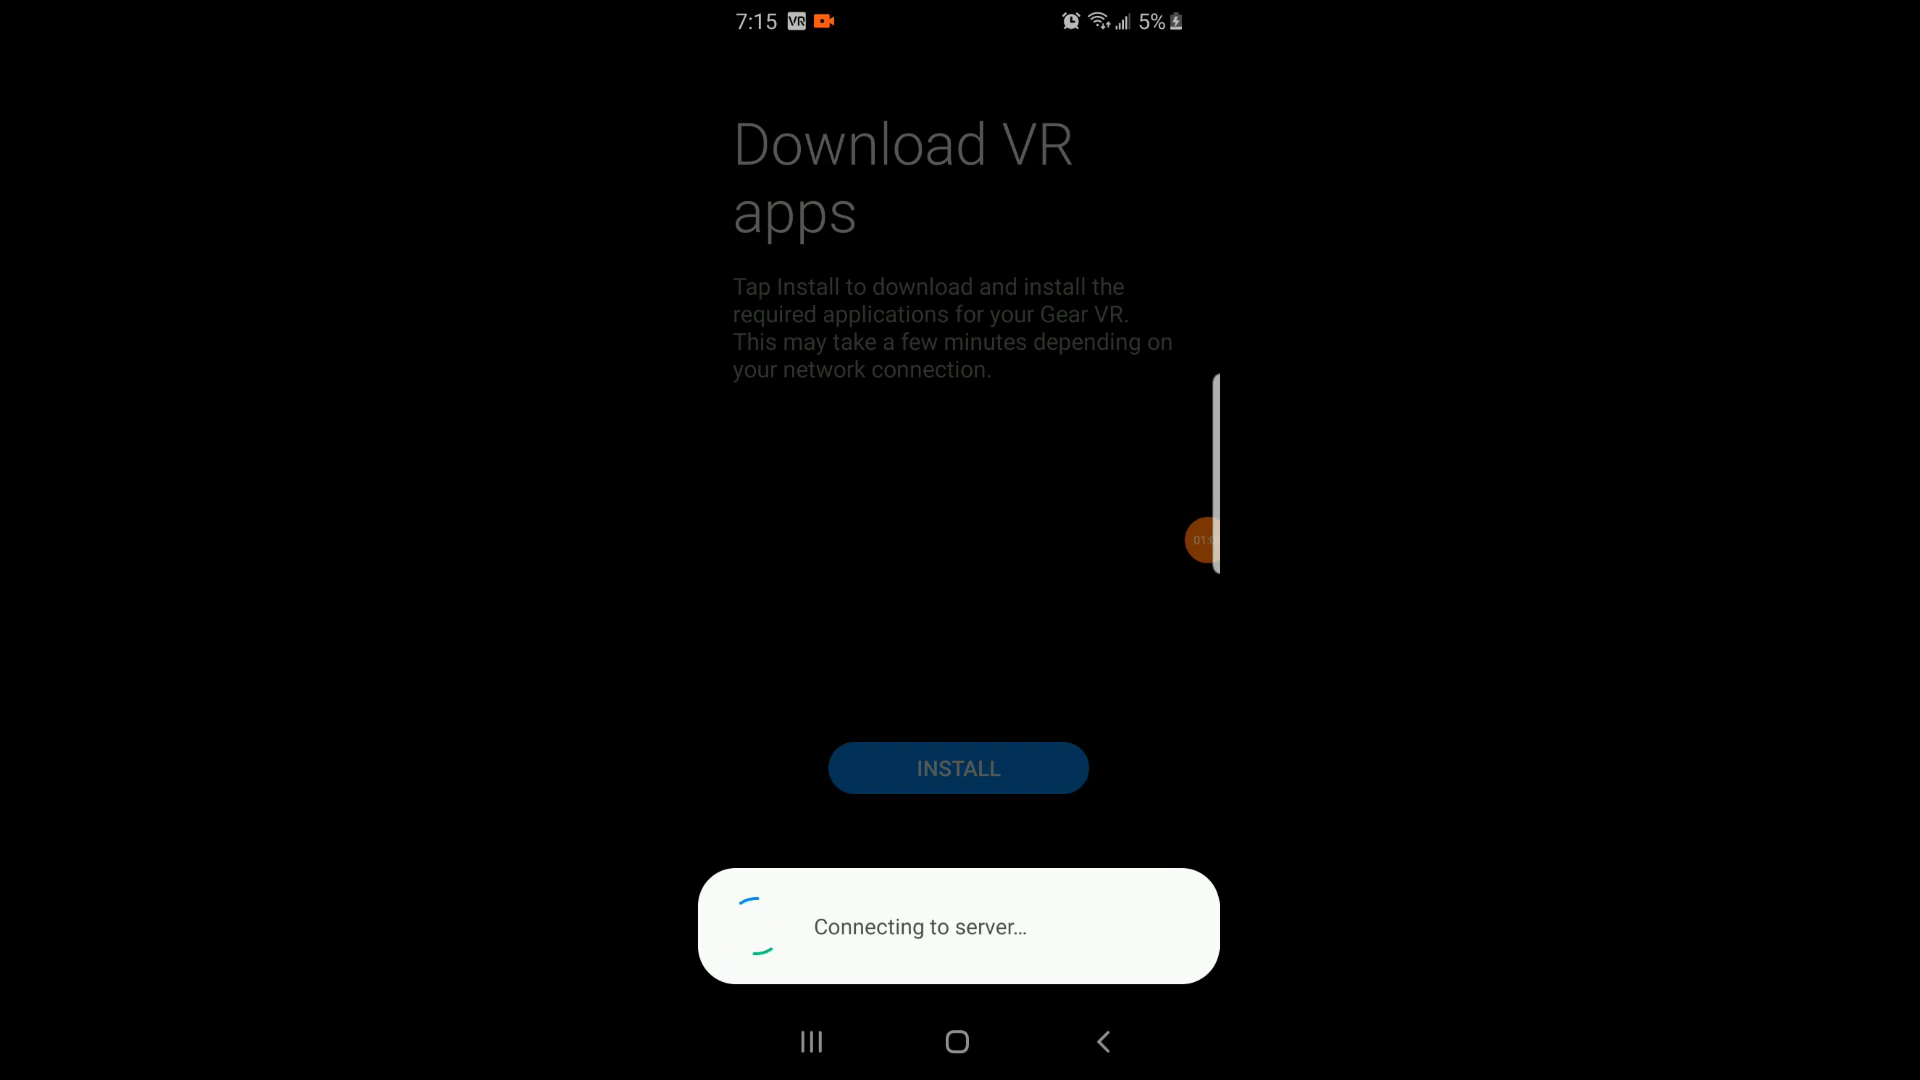 7:15 VR 5%
Download VR
apps
Tap Install to download and install the
required applications for your Gear VR.
This may take a few minutes depending on
your network connection.
INSTALL
Connecting to server...